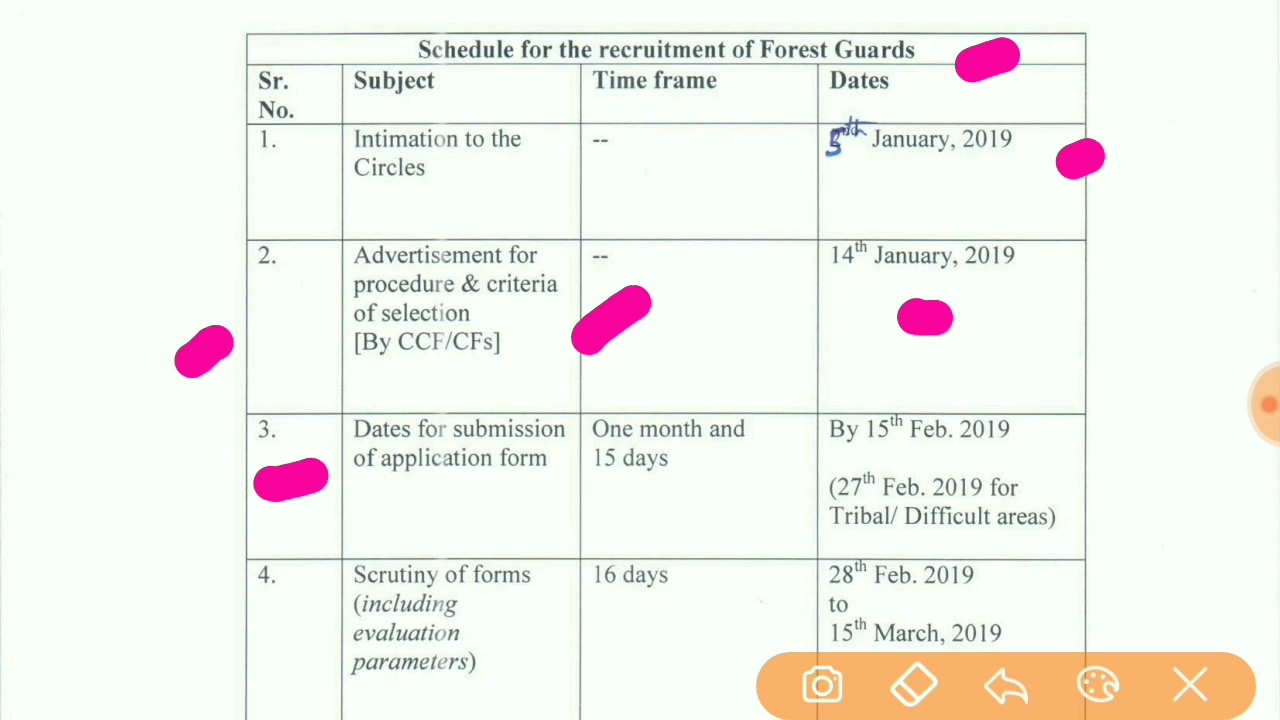 Schedule for the recruitment of Forest Guards
Sr. No. Subject Time frame Dates
1. Intimation to the Circles -- 5th January, 2019
2. Advertisement for procedure & criteria of selection [By CCF/CFs] -- 14th January, 2019
3. Dates for submission of application form One month and 15 days By 15th Feb. 2019 (27th Feb. 2019 for Tribal/ Difficult areas)
4. Scrutiny of forms (including evaluation parameters) 16 days 28th Feb. 2019 to 15th March, 2019